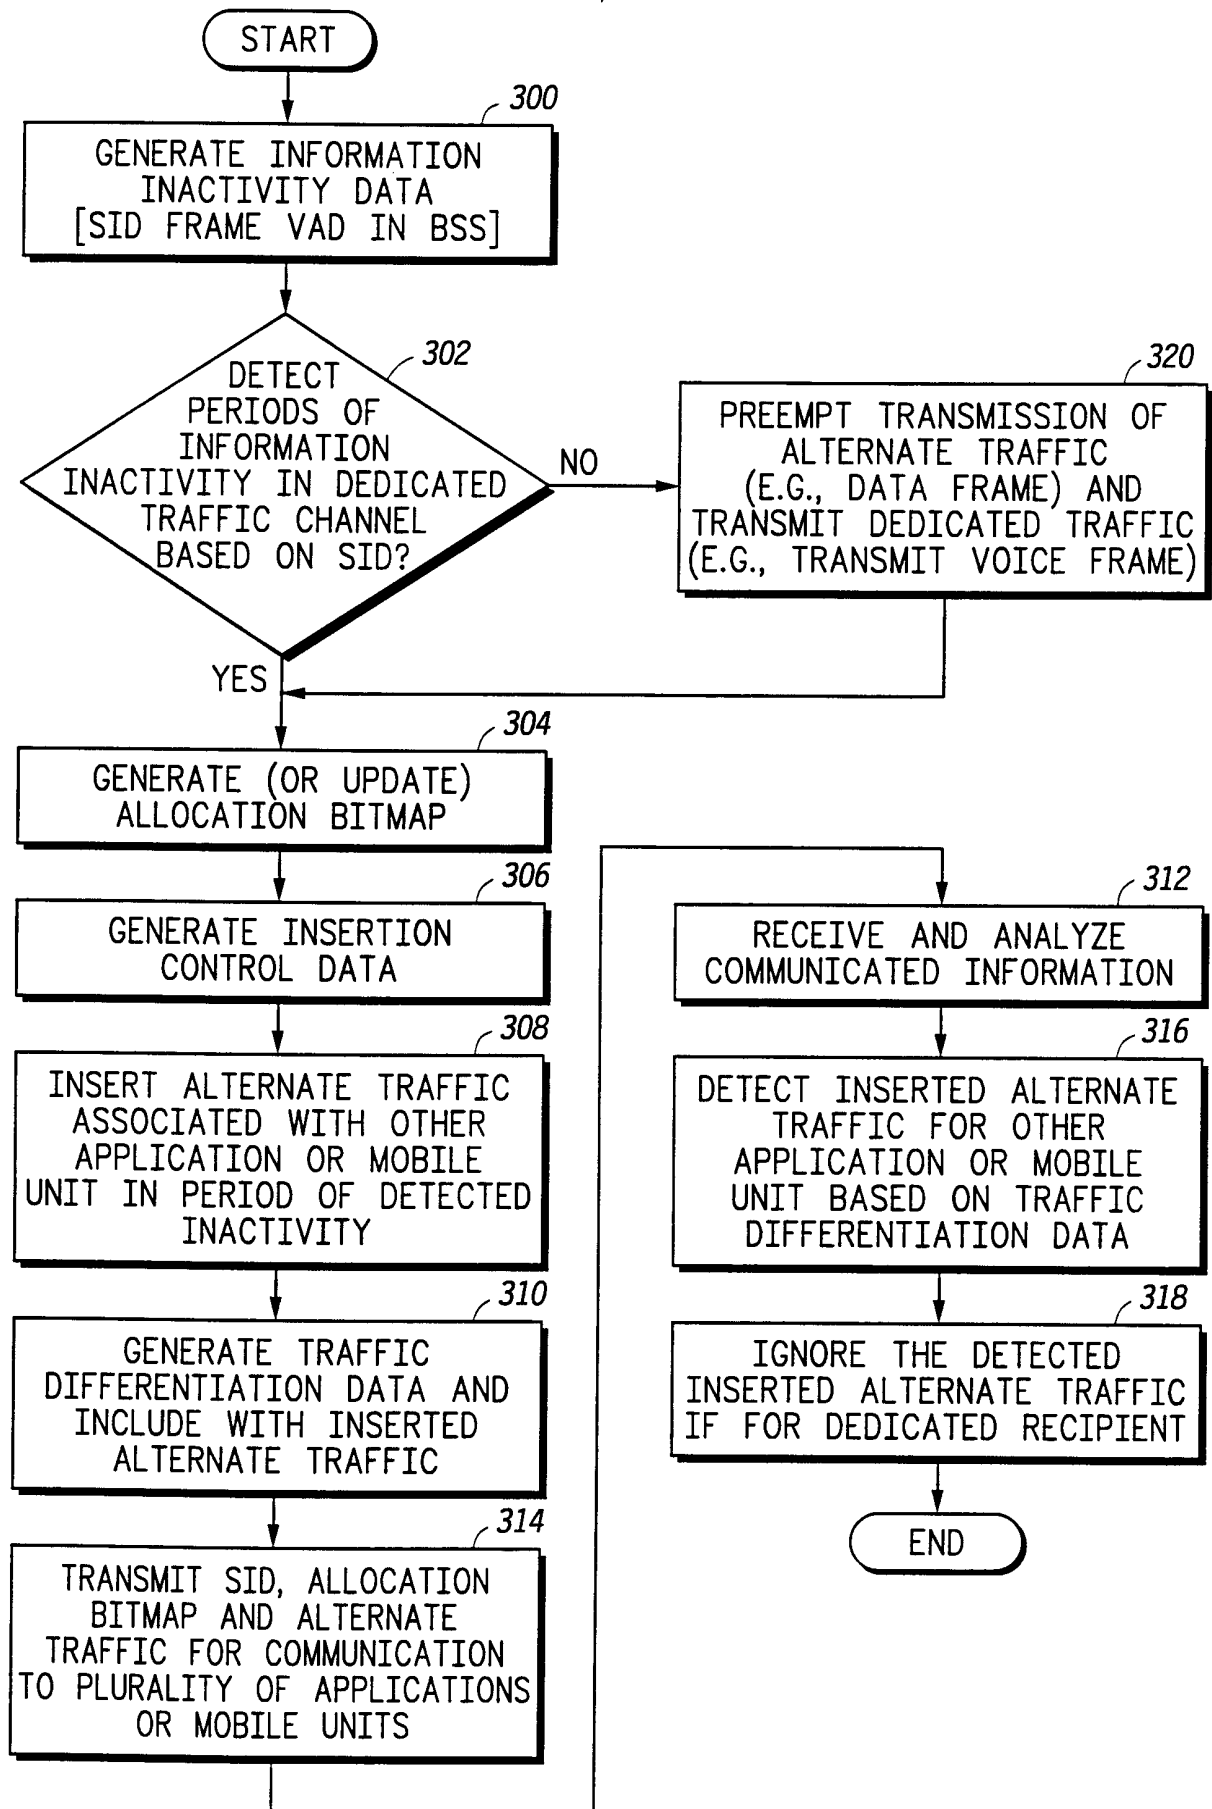 START
300
GENERATE INFORMATION
INACTIVITY DATA
[SID FRAME VAD IN BSS]
302
DETECT
PERIODS OF
INFORMATION
INACTIVITY IN DEDICATED
TRAFFIC CHANNEL
BASED ON SID?
NO
YES
320
PREEMPT TRANSMISSION OF
ALTERNATE TRAFFIC
(E.G., DATA FRAME) AND
TRANSMIT DEDICATED TRAFFIC
(E.G., TRANSMIT VOICE FRAME)
304
GENERATE (OR UPDATE)
ALLOCATION BITMAP
306
GENERATE INSERTION
CONTROL DATA
308
INSERT ALTERNATE TRAFFIC
ASSOCIATED WITH OTHER
APPLICATION OR MOBILE
UNIT IN PERIOD OF DETECTED
INACTIVITY
310
GENERATE TRAFFIC
DIFFERENTIATION DATA AND
INCLUDE WITH INSERTED
ALTERNATE TRAFFIC
314
TRANSMIT SID, ALLOCATION
BITMAP AND ALTERNATE
TRAFFIC FOR COMMUNICATION
TO PLURALITY OF APPLICATIONS
OR MOBILE UNITS
312
RECEIVE AND ANALYZE
COMMUNICATED INFORMATION
316
DETECT INSERTED ALTERNATE
TRAFFIC FOR OTHER
APPLICATION OR MOBILE
UNIT BASED ON TRAFFIC
DIFFERENTIATION DATA
318
IGNORE THE DETECTED
INSERTED ALTERNATE TRAFFIC
IF FOR DEDICATED RECIPIENT
END